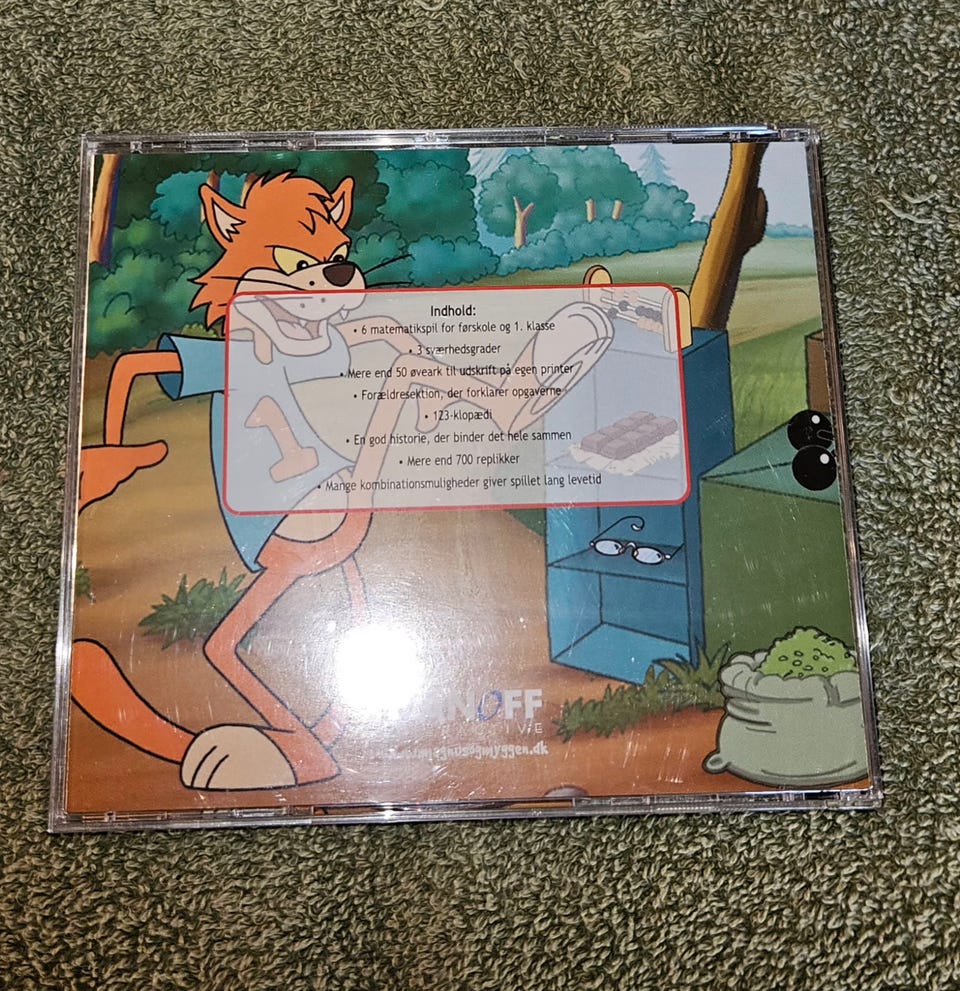 Indhold:
• 6 matematikspil for førskole og 1. klasse
• 3 sværhedsgrader
• Mere end 50 øveark til udskrift på egen printer
• Forældresektion, der forklarer opgaverne
• 123-klopædi
• En god historie, der binder det hele sammen
• Mere end 700 replikker
• Mange kombinationsmuligheder giver spillet lang levetid
1